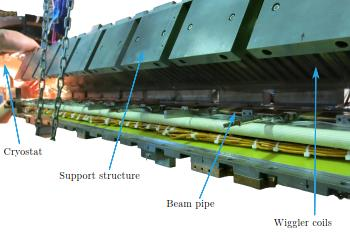 Cryostat
Support structure
Beam pipe
Wiggler coils